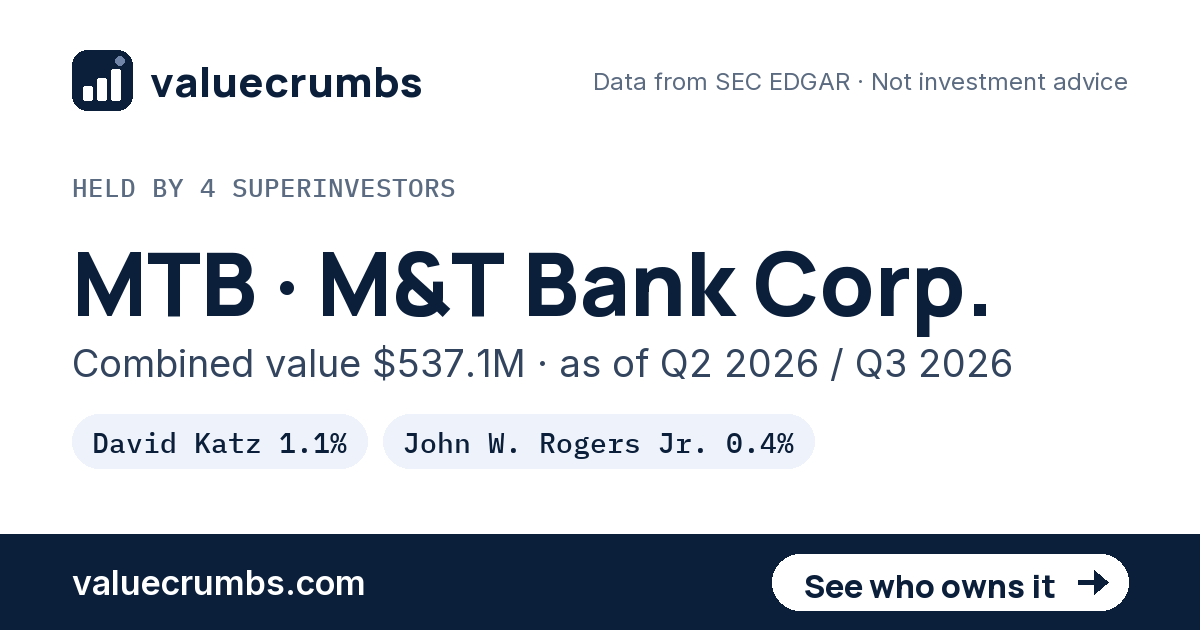 valuecrumbs
Data from SEC EDGAR · Not investment advice
HELD BY 4 SUPERINVESTORS
MTB · M&T Bank Corp.
Combined value $537.1M · as of Q2 2026 / Q3 2026
David Katz 1.1%
John W. Rogers Jr. 0.4%
valuecrumbs.com
See who owns it →